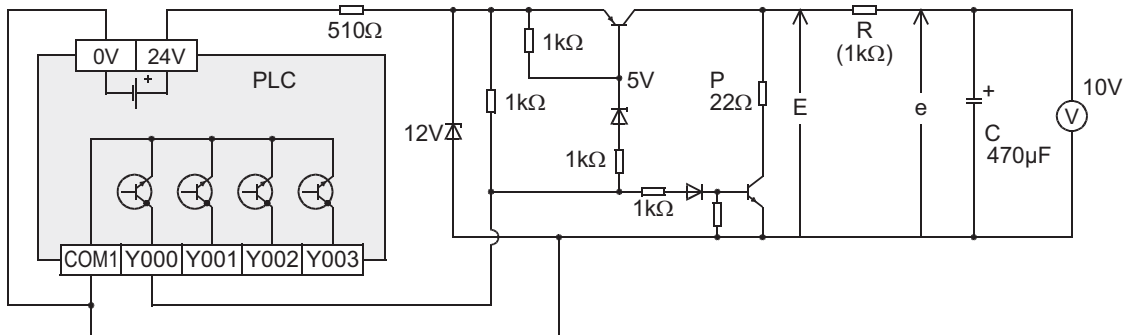 510Ω
0V
24V
+
PLC
1kΩ
5V
P
22Ω
E
R
(1kΩ)
e
+
C
470μF
10V
V
12V
1kΩ
1kΩ
1kΩ
COM1
Y000
Y001
Y002
Y003